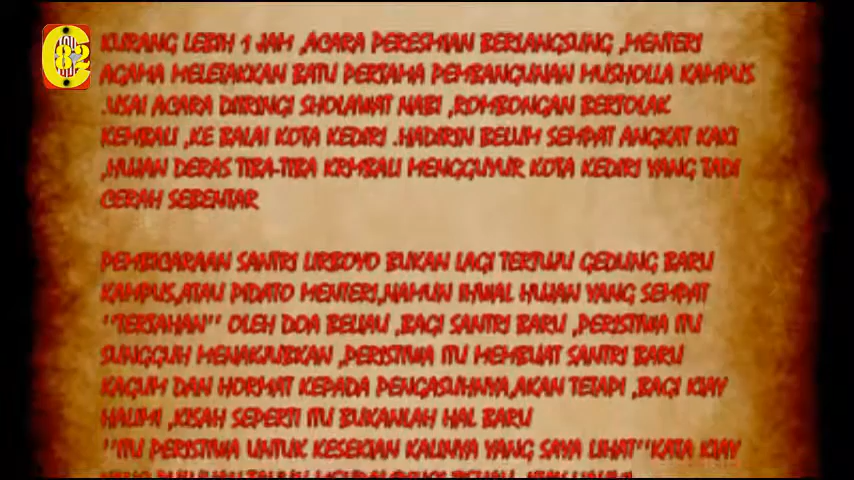 KURANG LEBIH 1 JAM ,ACARA PERESMIAN BERLANGSUNG ,MENTERI
AGAMA MELETAKKAN BATU PERTAMA PEMBANGUNAN MUSHOLLA KAMPUS
.USAI ACARA DIIRINGI SHOLAWAT NABI ,ROMBONGAN BERTOLAK
KEMBALI ,KE BALAI KOTA KEDIRI .HADIRIN BELUM SEMPAT ANGKAT KAKI
,HUJAN DERAS TIBA-TIBA KRMBALI MENGGUYUR KOTA KEDIRI YANG TADI
CERAH SEBENTAR
PEMBICARAAN SANTRI LIRBOYO BUKAN LAGI TERTUJU GEDUNG BARU
KAMPUS,ATAU PIDATO MENTERI,NAMUN IHWAL HUJAN YANG SEMPAT
''TERTAHAN'' OLEH DOA BELIAU ,BAGI SANTRI BARU ,PERISTIWA ITU
SUNGGUH MENAKJUBKAN ,PERISTIWA ITU MEMBUAT SANTRI BARU
KAGUM DAN HORMAT KEPADA PENGASUHNYA,AKAN TETAPI ,BAGI KIAY
HALIMI ,KISAH SEPERTI ITU BUKANLAH HAL BARU
''ITU PERISTIWA UNTUK KESEKIAN KALINYA YANG SAYA LIHAT''KATA KIAY